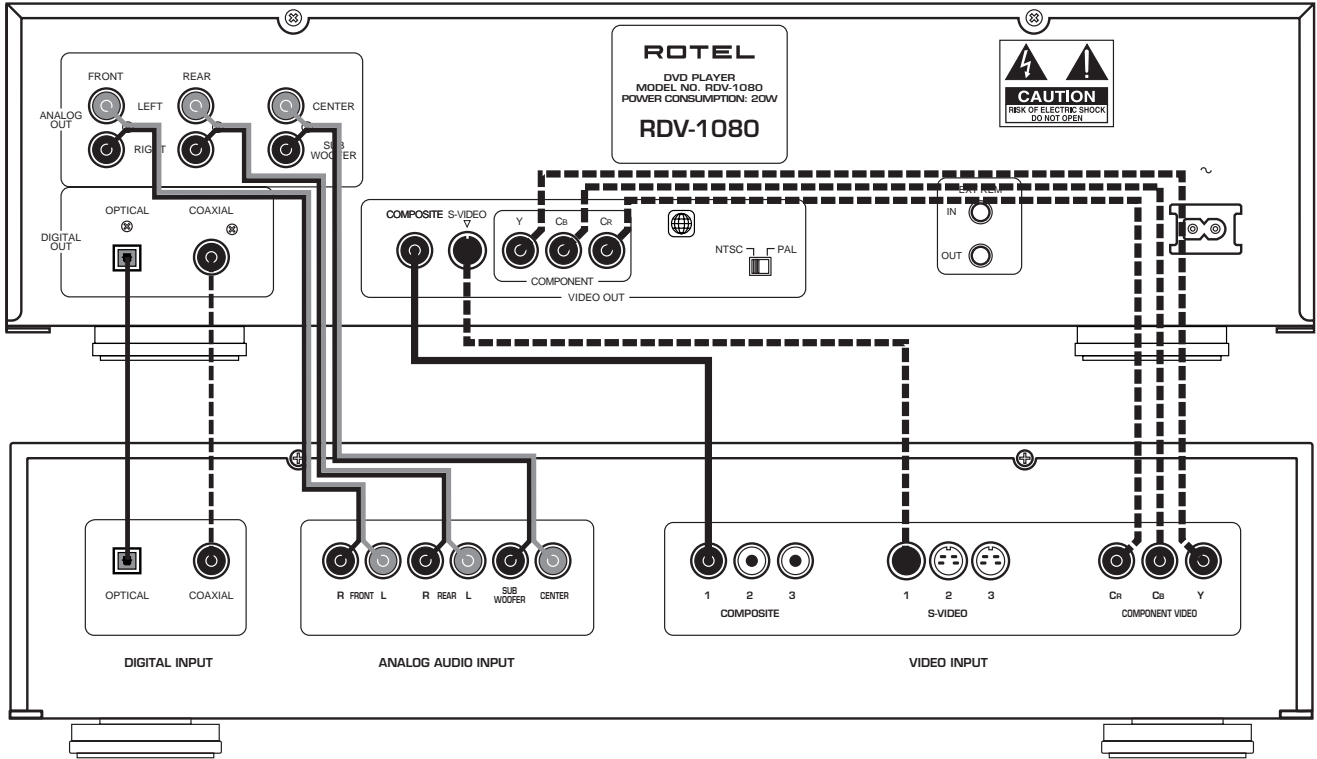 ROTEL
DVD PLAYER
MODEL NO. RDV-1080
POWER CONSUMPTION: 20W
RDV-1080
CAUTION
RISK OF ELECTRIC SHOCK
DO NOT OPEN
FRONT
REAR
ANALOG
OUT
LEFT
CENTER
RIGHT
SUB
WOOFER
OPTICAL
COAXIAL
DIGITAL
OUT
COMPOSITE
S-VIDEO
Y
CB
CR
COMPONENT
VIDEO OUT
NTSC
PAL
EXT REM
IN
OUT
~
OPTICAL
COAXIAL
DIGITAL INPUT
R FRONT L
R REAR L
SUB
WOOFER
CENTER
ANALOG AUDIO INPUT
1 2 3
COMPOSITE
1 2 3
S-VIDEO
CR CB Y
COMPONENT VIDEO
VIDEO INPUT